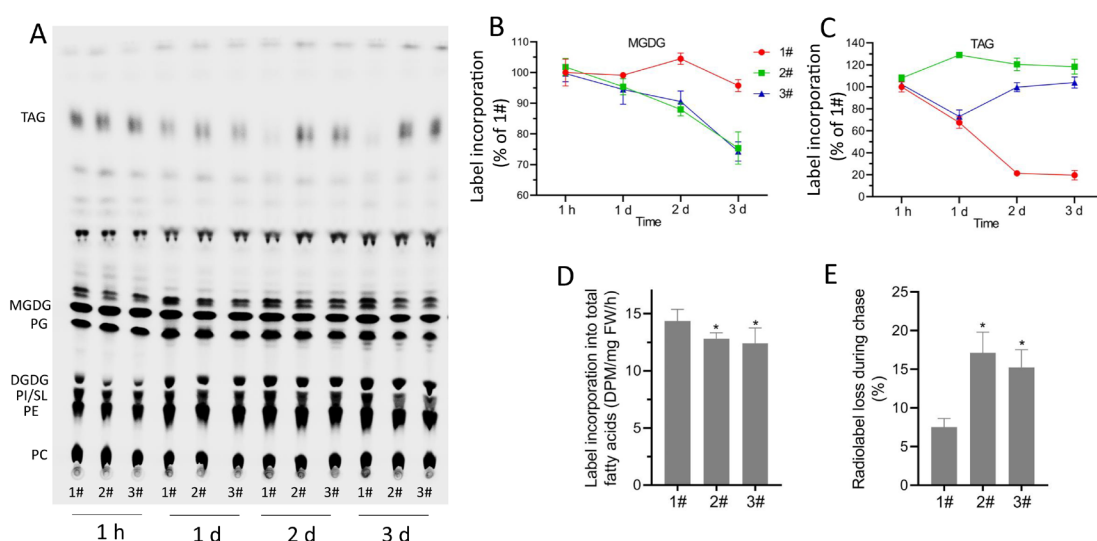 A
TAG
MGDG
PG
DGDG
PI/SL
PE
PC
1# 2# 3# 1# 2# 3# 1# 2# 3# 1# 2# 3#
1 h 1 d 2 d 3 d
B
MGDG
Label incorporation
(% of 1#)
110
100
90
80
70
60
1 h 1 d 2 d 3 d
Time
1#
2#
3#
C
TAG
Label incorporation
(% of 1#)
140
120
100
80
60
40
20
0
1 h 1 d 2 d 3 d
Time
D
Label incorporation into total
fatty acids (DPM/mg FW/h)
15
10
5
0
* *
1# 2# 3#
E
Radiolabel loss during chase
(%)
25
20
15
10
5
0
* *
1# 2# 3#